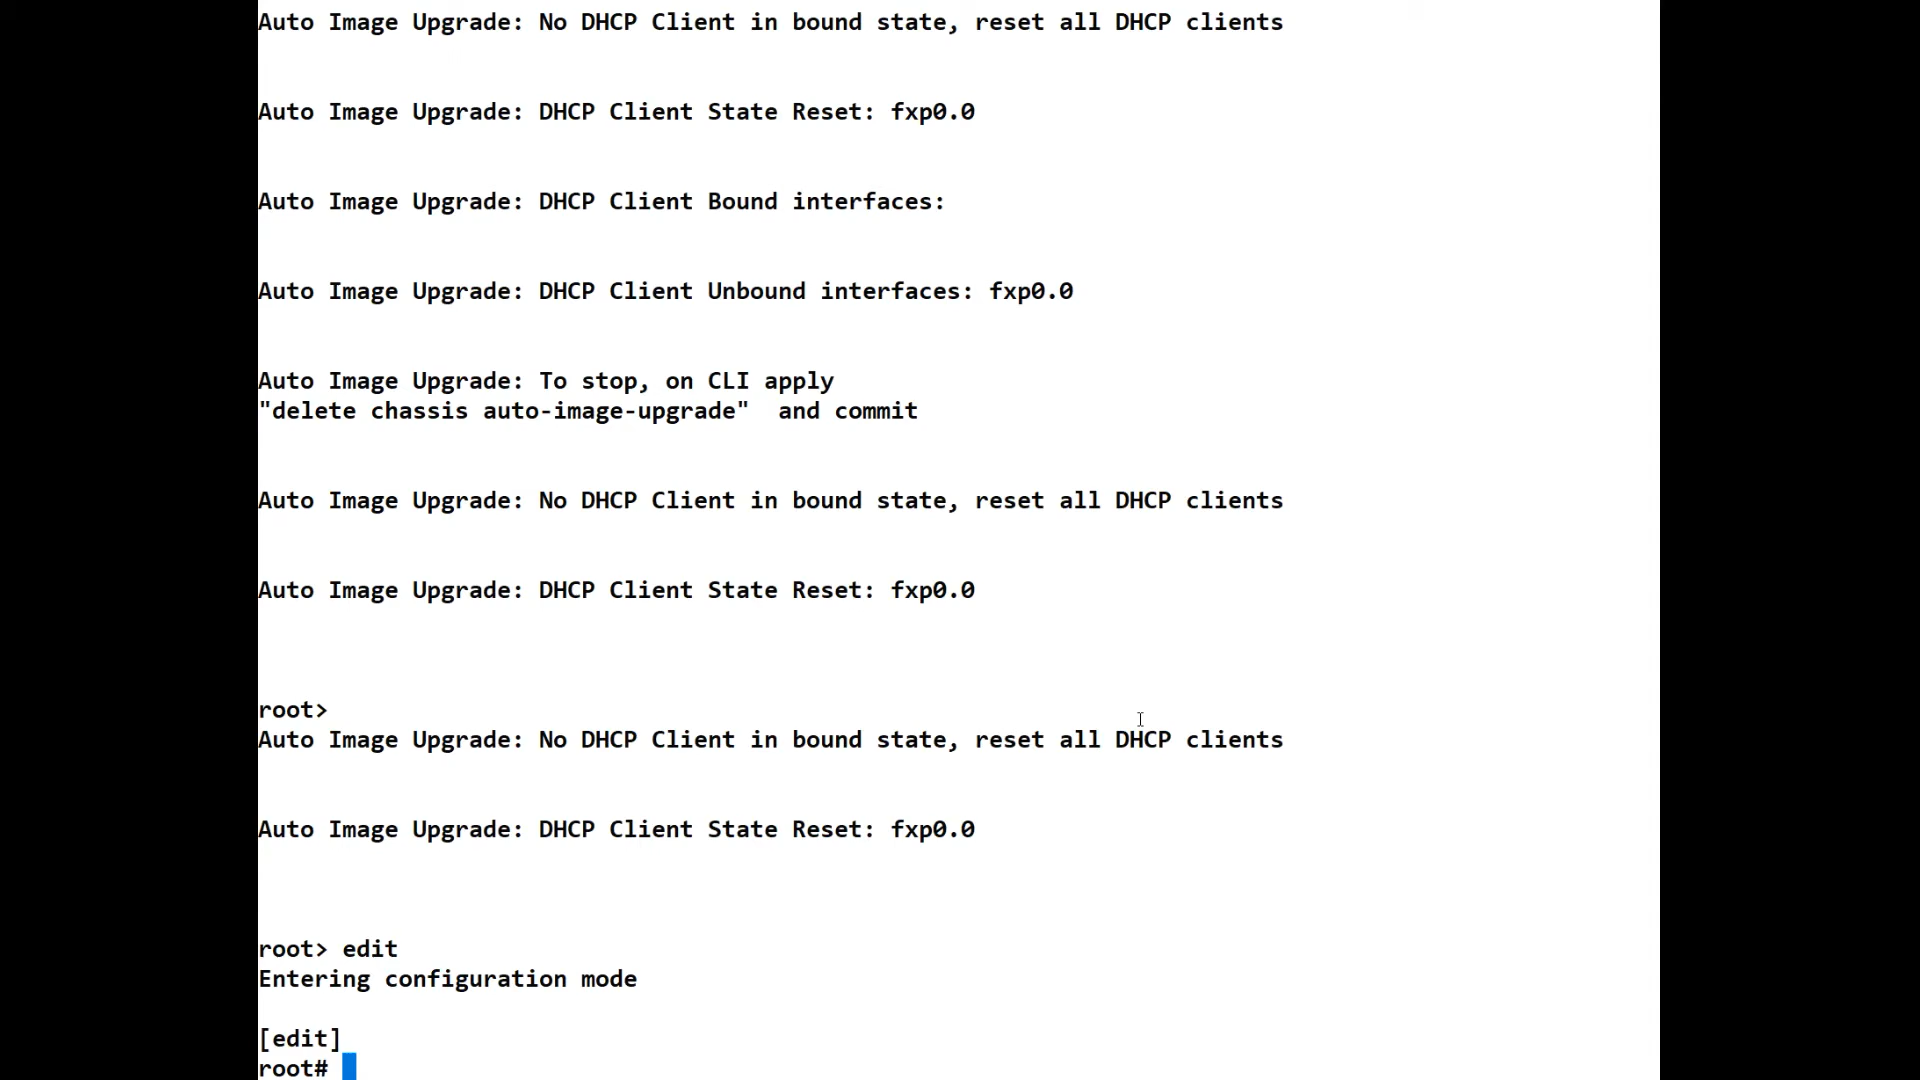 Auto Image Upgrade: No DHCP Client in bound state, reset all DHCP clients
Auto Image Upgrade: DHCP Client State Reset: fxp0.0
Auto Image Upgrade: DHCP Client Bound interfaces:
Auto Image Upgrade: DHCP Client Unbound interfaces: fxp0.0
Auto Image Upgrade: To stop, on CLI apply
"delete chassis auto-image-upgrade"  and commit
Auto Image Upgrade: No DHCP Client in bound state, reset all DHCP clients
Auto Image Upgrade: DHCP Client State Reset: fxp0.0
root>
Auto Image Upgrade: No DHCP Client in bound state, reset all DHCP clients
Auto Image Upgrade: DHCP Client State Reset: fxp0.0
root> edit
Entering configuration mode
[edit]
root#